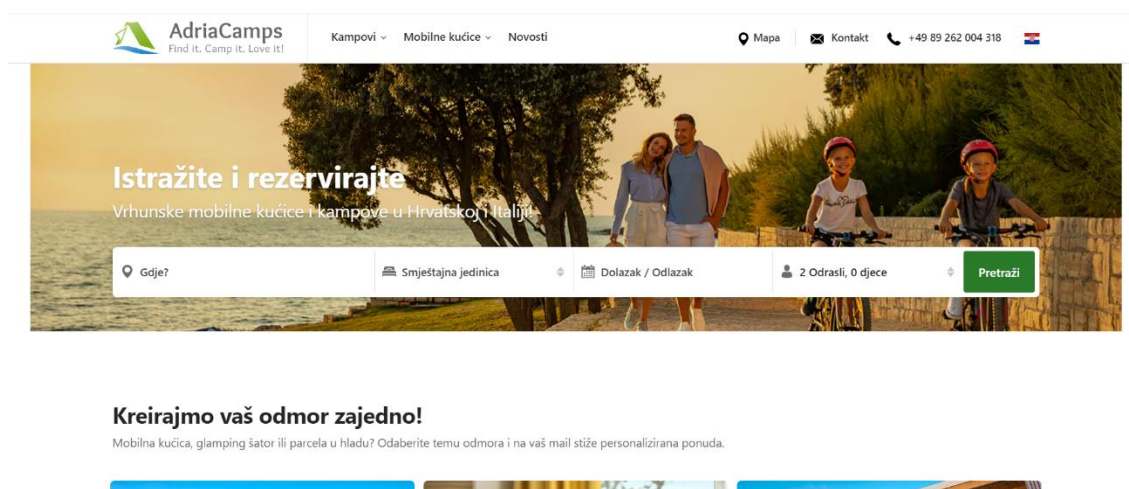 AdriaCamps
Find it. Camp it. Love it!
Kampovi
Mobilne kućice
Novosti
Mapa
Kontakt
+49 89 262 004 318
Istražite i rezervirajte
Vrhunske mobilne kućice i kampove u Hrvatskoj i Italiji!
Gdje?
Smještajna jedinica
Dolazak / Odlazak
2 Odrasli, 0 djece
Pretraži
Kreirajmo vaš odmor zajedno!
Mobilna kućica, glamping šator ili parcela u hladu? Odaberite temu odmora i na vaš mail stiže personalizirana ponuda.